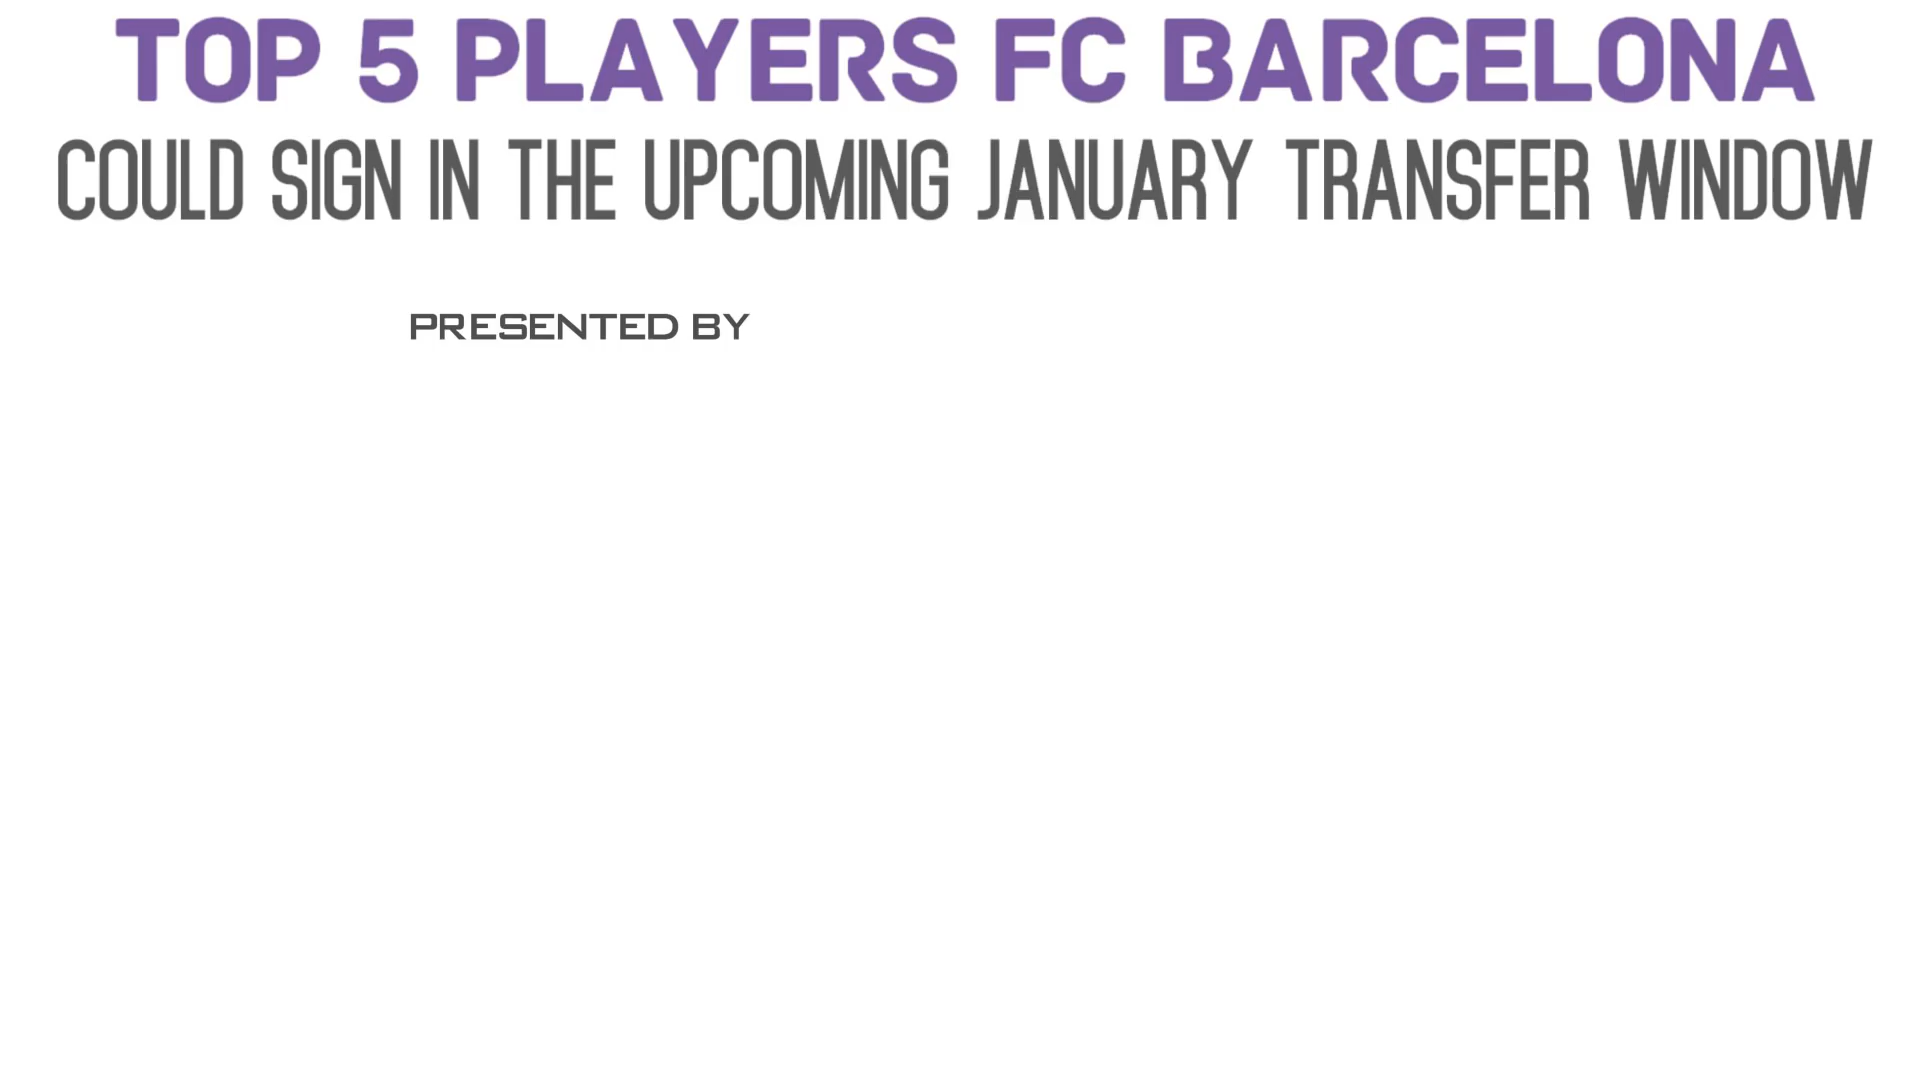 TOP 5 PLAYERS FC BARCELONA
COULD SIGN IN THE UPCOMING JANUARY TRANSFER WINDOW
PRESENTED BY